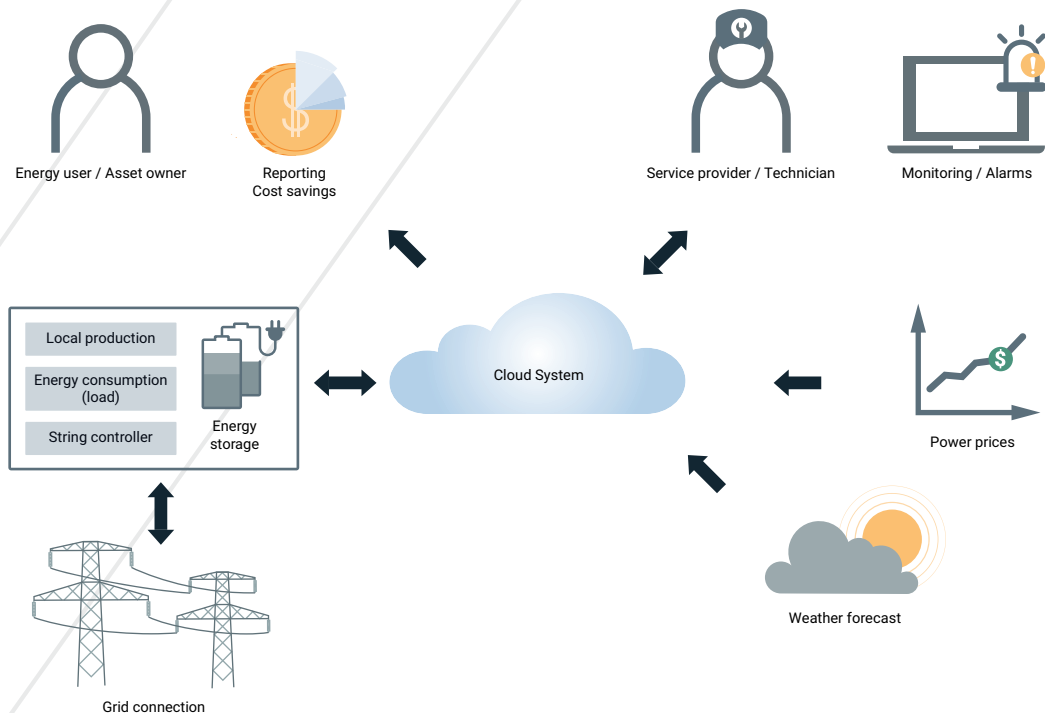 Energy user / Asset owner
Reporting
Cost savings
Service provider / Technician
Monitoring / Alarms
Local production
Energy consumption
(load)
String controller
Energy
storage
Cloud System
$
$
!
Power prices
Weather forecast
Grid connection